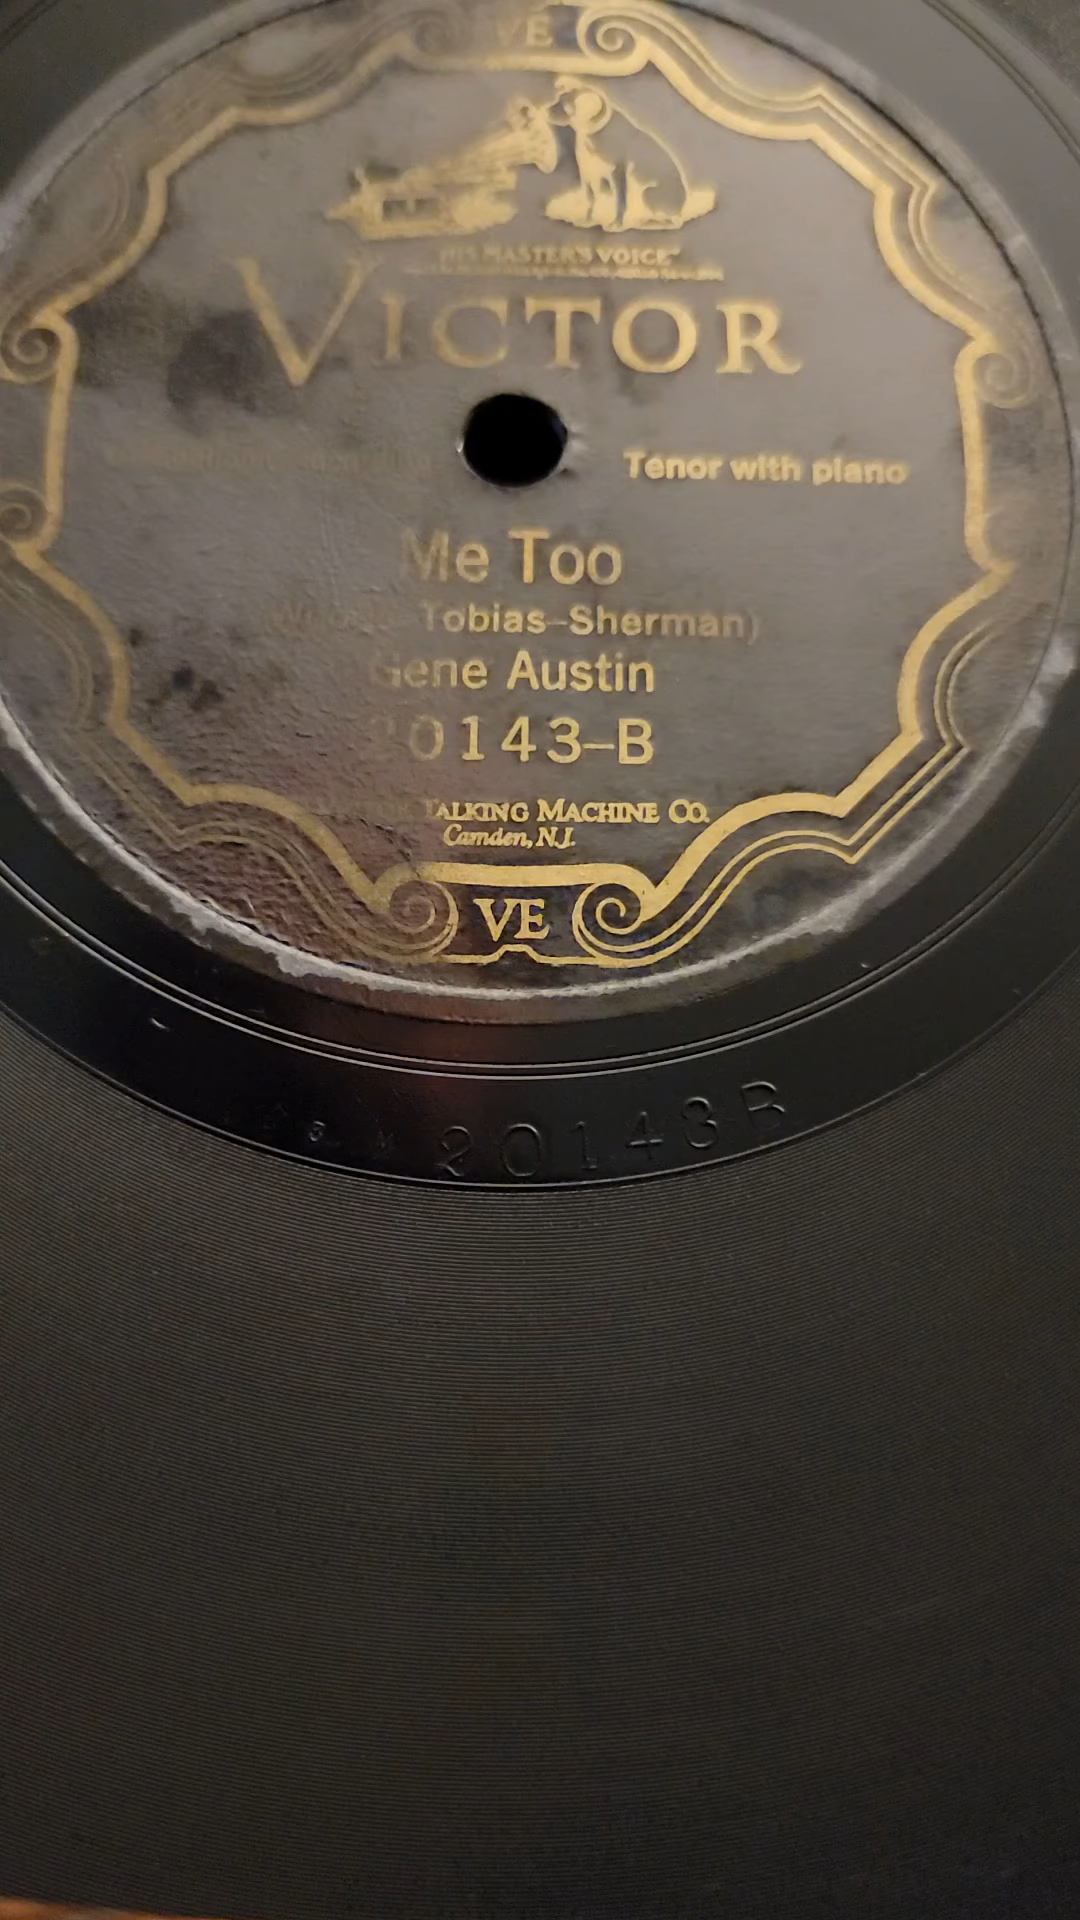 VE
"HIS MASTER'S VOICE"
VICTOR
Tenor with piano
Me Too
Tobias–Sherman)
Gene Austin
20143–B
TALKING MACHINE CO.
Camden, N.J.
VE
20143B